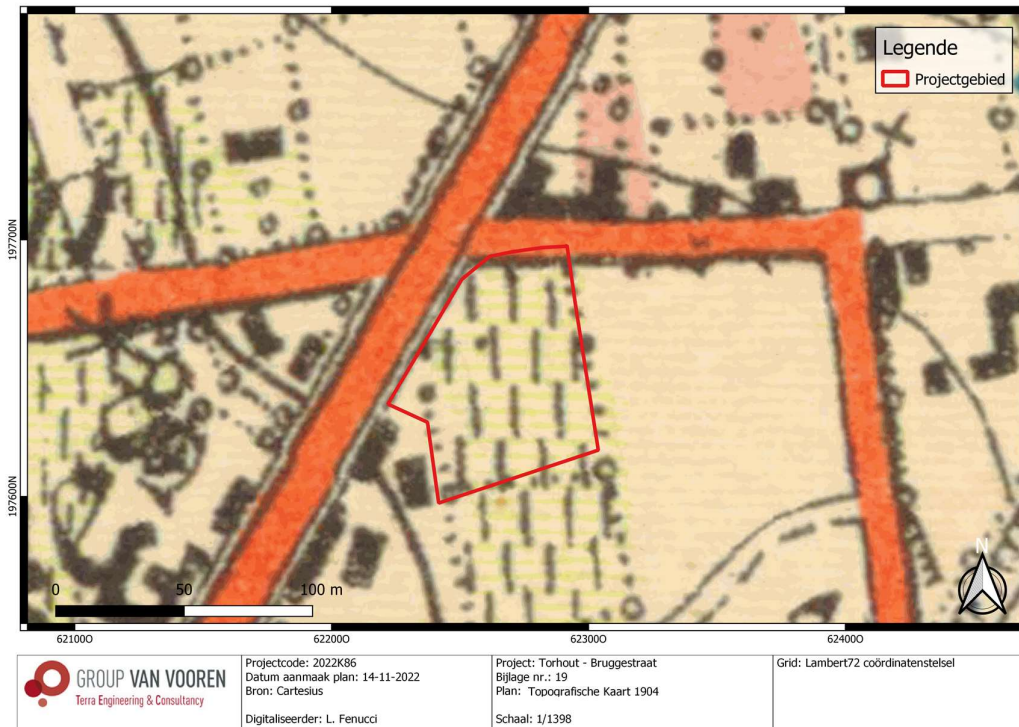 Legende
Projectgebied
197700N
197600N
N
0 50 100 m
621000 622000 623000 624000
GROUP VAN VOOREN
Terra Engineering & Consultancy
Projectcode: 2022K86
Datum aanmaak plan: 14-11-2022
Bron: Cartesius
Digitaliseerder: L. Fenucci
Project: Torhout - Bruggestraat
Bijlage nr.: 19
Plan: Topografische Kaart 1904
Schaal: 1/1398
Grid: Lambert72 coördinatenstelsel